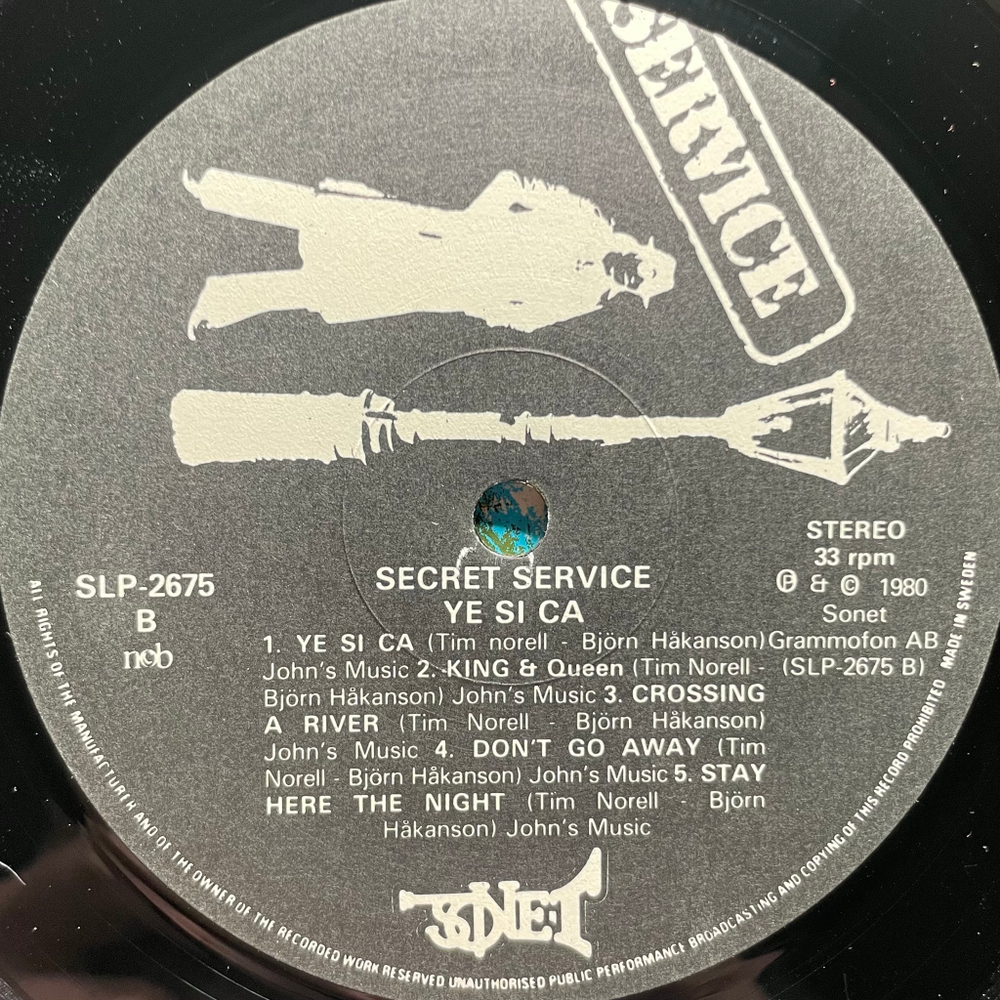 SERVICE
STEREO
33 rpm
℗ & © 1980
Sonet
Grammofon AB
(SLP-2675 B)
SLP-2675
B
ncb
SECRET SERVICE
YE SI CA
1. YE SI CA (Tim norell - Björn Håkanson)
John's Music 2. KING & Queen (Tim Norell -
Björn Håkanson) John's Music 3. CROSSING
A RIVER (Tim Norell - Björn Håkanson)
John's Music 4. DON'T GO AWAY (Tim
Norell - Björn Håkanson) John's Music 5. STAY
HERE THE NIGHT (Tim Norell - Björn
Håkanson) John's Music
SONET
ALL RIGHTS OF THE MANUFACTURER AND OF THE OWNER OF THE RECORDED WORK RESERVED UNAUTHORISED PUBLIC PERFORMANCE BROADCASTING AND COPYING OF THIS RECORD PROHIBITED MADE IN SWEDEN